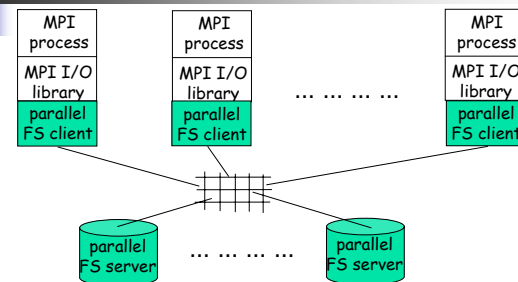 MPI
process
MPI I/O
library
parallel
FS client
MPI
process
MPI I/O
library
parallel
FS client
... ... ... ...
MPI
process
MPI I/O
library
parallel
FS client
parallel
FS server
... ... ... ...
parallel
FS server